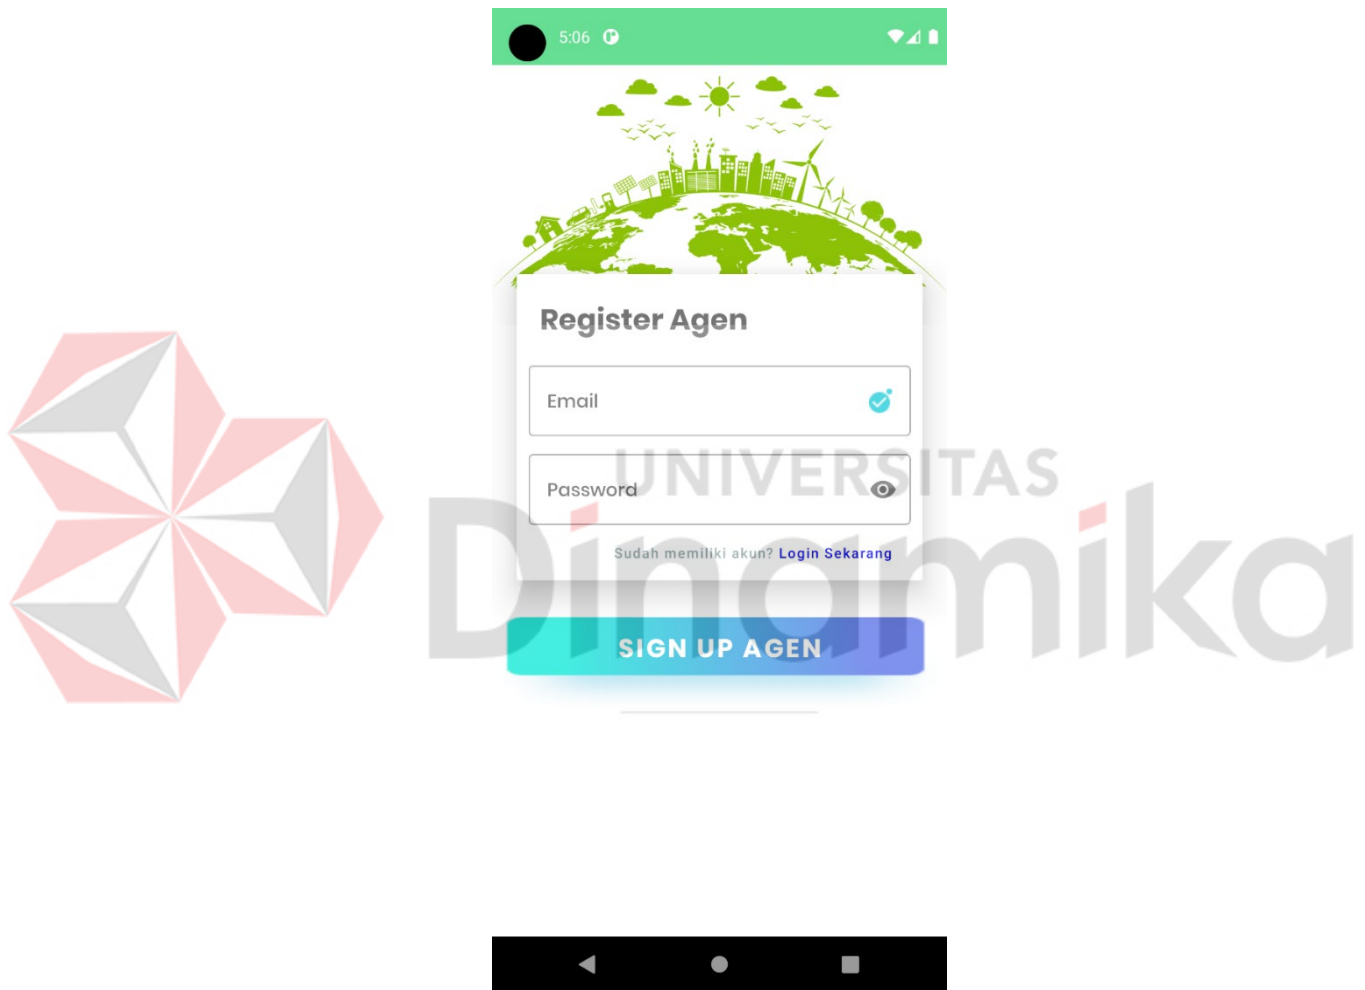 5:06
Register Agen
Email
UNIVERSITAS
Password
Dinamika
Sudah memiliki akun? Login Sekarang
SIGN UP AGEN